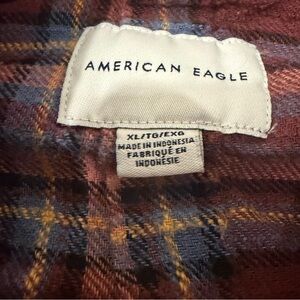 AMERICAN EAGLE
XL/TG/EXG
MADE IN INDONESIA
FABRIQUÉ EN
INDONÉSIE